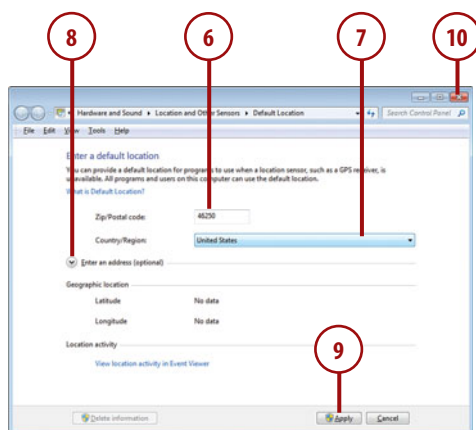 8 6 7 10
Hardware and Sound ▸ Location and Other Sensors ▸ Default Location Search Control Panel
File Edit View Tools Help
Enter a default location
You can provide a default location for programs to use when a location sensor, such as a GPS receiver, is
unavailable. All programs and users on this computer can use the default location.
What is Default Location?
Zip/Postal code: 46250
Country/Region: United States
Enter an address (optional)
Geographic location
Latitude No data
Longitude No data
Location activity
View location activity in Event Viewer
9
Delete information Apply Cancel